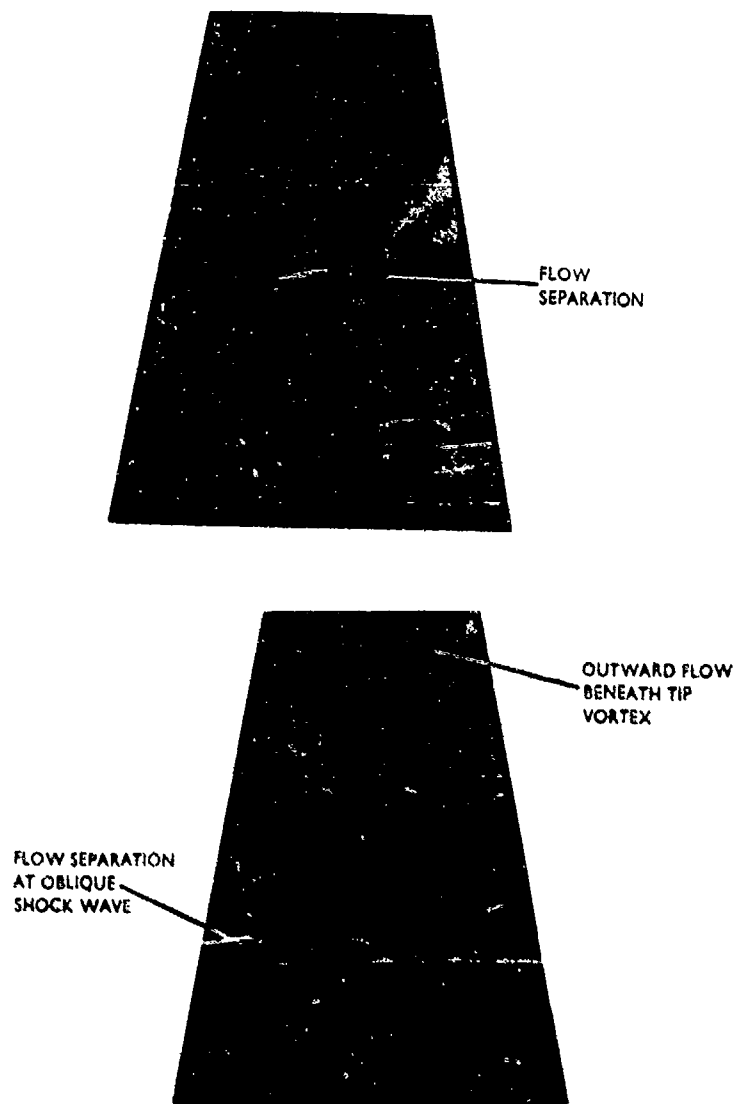 FLOW
SEPARATION
OUTWARD FLOW
BENEATH TIP
VORTEX
FLOW SEPARATION
AT OBLIQUE
SHOCK WAVE